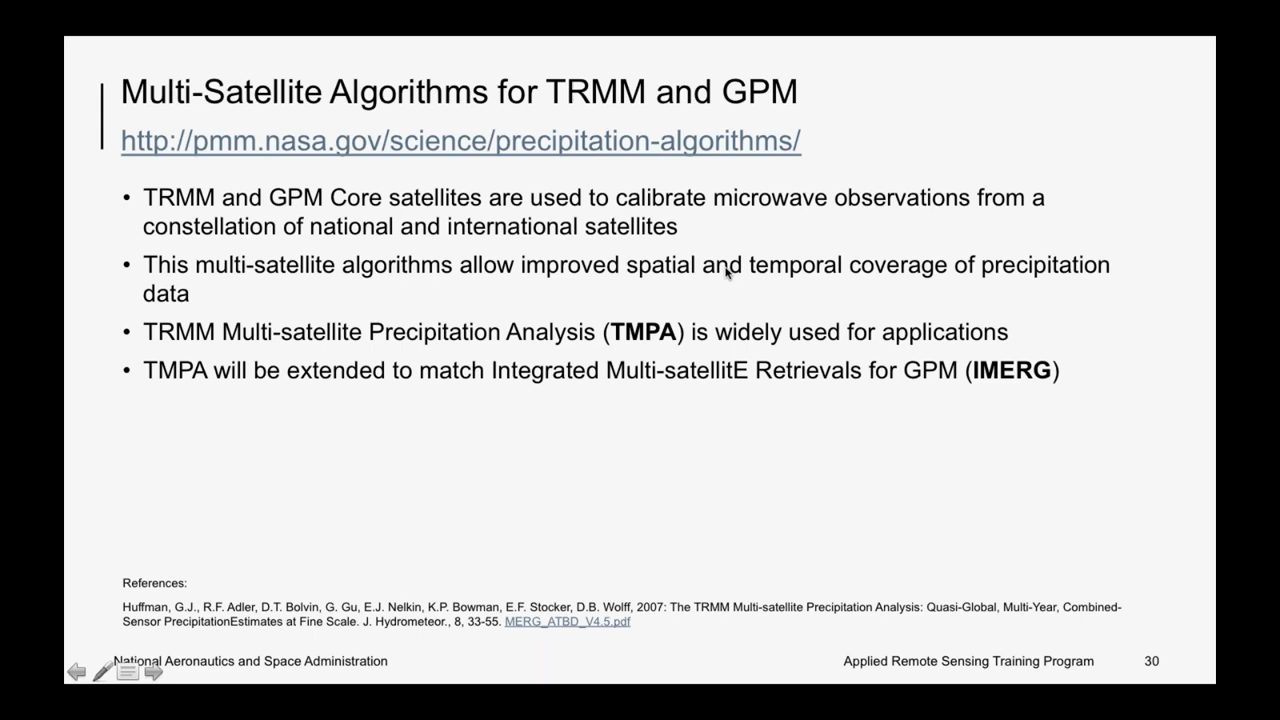 Multi-Satellite Algorithms for TRMM and GPM
http://pmm.nasa.gov/science/precipitation-algorithms/
• TRMM and GPM Core satellites are used to calibrate microwave observations from a
constellation of national and international satellites
• This multi-satellite algorithms allow improved spatial and temporal coverage of precipitation
data
• TRMM Multi-satellite Precipitation Analysis (TMPA) is widely used for applications
• TMPA will be extended to match Integrated Multi-satellitE Retrievals for GPM (IMERG)
References:
Huffman, G.J., R.F. Adler, D.T. Bolvin, G. Gu, E.J. Nelkin, K.P. Bowman, E.F. Stocker, D.B. Wolff, 2007: The TRMM Multi-satellite Precipitation Analysis: Quasi-Global, Multi-Year, Combined-
Sensor PrecipitationEstimates at Fine Scale. J. Hydrometeor., 8, 33-55. MERG_ATBD_V4.5.pdf
National Aeronautics and Space Administration
Applied Remote Sensing Training Program 30